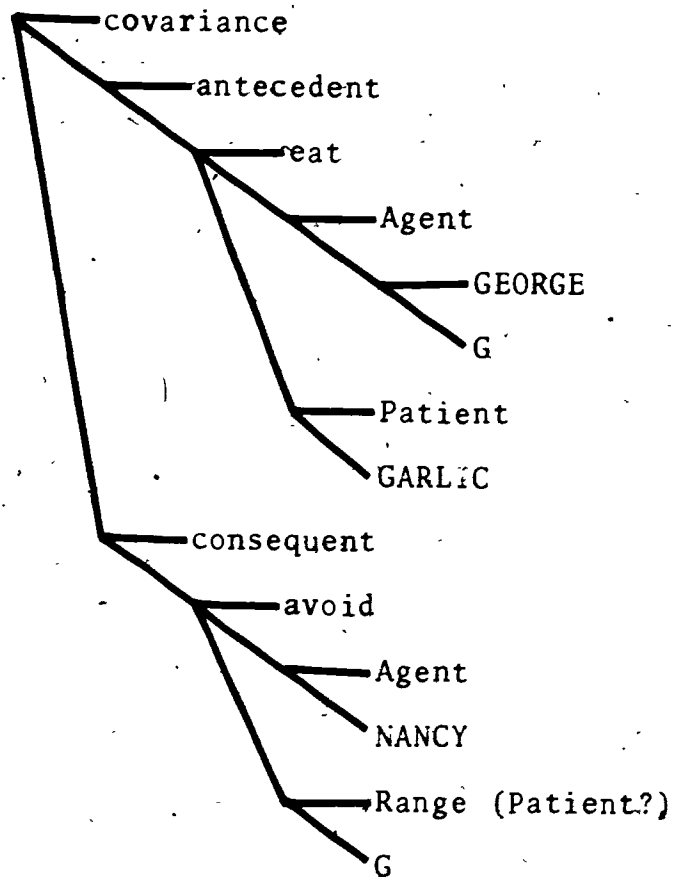 covariance
antecedent
eat
Agent
GEORGE
G
Patient
GARLIC
consequent
avoid
Agent
NANCY
Range (Patient?)
G